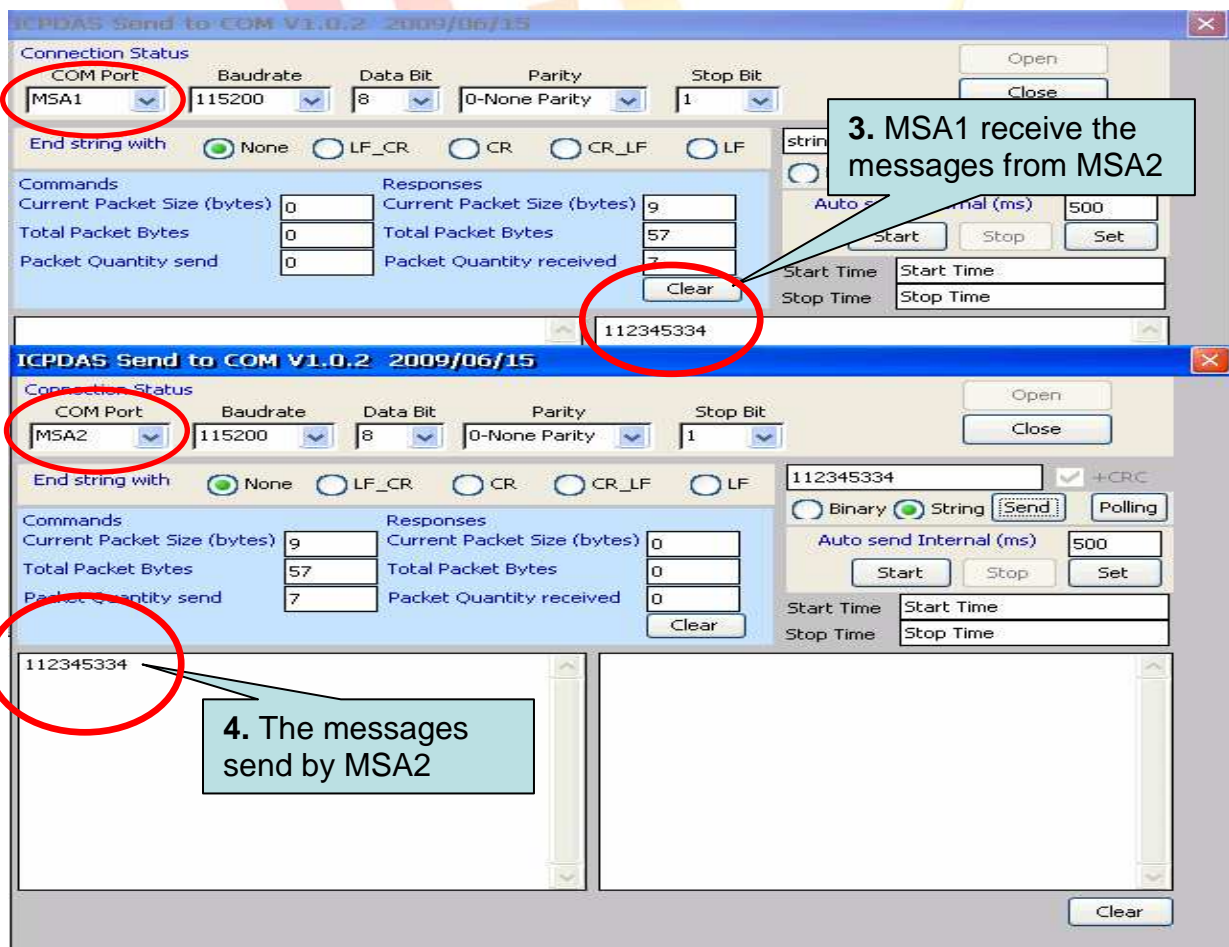 ICPDAS Send to COM V1.0.2 2009/06/15
Connection Status
COM Port Baudrate Data Bit Parity Stop Bit Open
MSA1 115200 8 0-None Parity 1 Close
3. MSA1 receive the
messages from MSA2
End string with None LF_CR CR CR_LF LF
Commands Responses
Current Packet Size (bytes) 0 Current Packet Size (bytes) 9 (ms) 500
Total Packet Bytes 0 Total Packet Bytes 57 Stop Set
Packet Quantity send 0 Packet Quantity received 7 Start Time Start Time
Clear Stop Time Stop Time
112345334
ICPDAS Send to COM V1.0.2 2009/06/15
Connection Status
COM Port Baudrate Data Bit Parity Stop Bit Open
MSA2 115200 8 0-None Parity 1 Close
End string with None LF_CR CR CR_LF LF 112345334 +CRC
Binary String Send Polling
Commands Responses
Current Packet Size (bytes) 9 Current Packet Size (bytes) 0 Auto send Internal (ms) 500
Total Packet Bytes 57 Total Packet Bytes 0 Start Stop Set
Packet Quantity send 7 Packet Quantity received 0 Start Time Start Time
Clear Stop Time Stop Time
112345334
4. The messages
send by MSA2
Clear